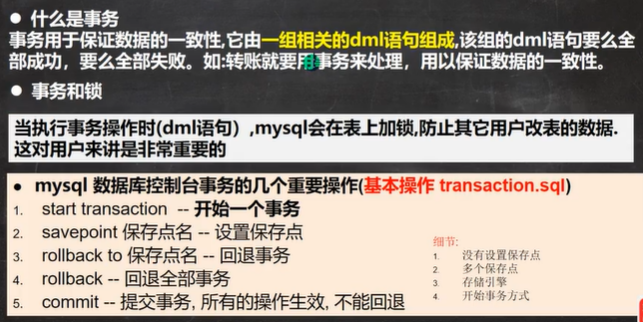 ● 什么是事务
事务用于保证数据的一致性,它由一组相关的dml语句组成,该组的dml语句要么全
部成功，要么全部失败。如:转账就要用事务来处理，用以保证数据的一致性。
● 事务和锁
当执行事务操作时(dml语句）,mysql会在表上加锁,防止其它用户改表的数据.
这对用户来讲是非常重要的
● mysql 数据库控制台事务的几个重要操作(基本操作 transaction.sql)
1. start transaction -- 开始一个事务
2. savepoint 保存点名 -- 设置保存点
3. rollback to 保存点名 -- 回退事务
4. rollback -- 回退全部事务
5. commit -- 提交事务, 所有的操作生效, 不能回退
细节:
1. 没有设置保存点
2. 多个保存点
3. 存储引擎
4. 开始事务方式